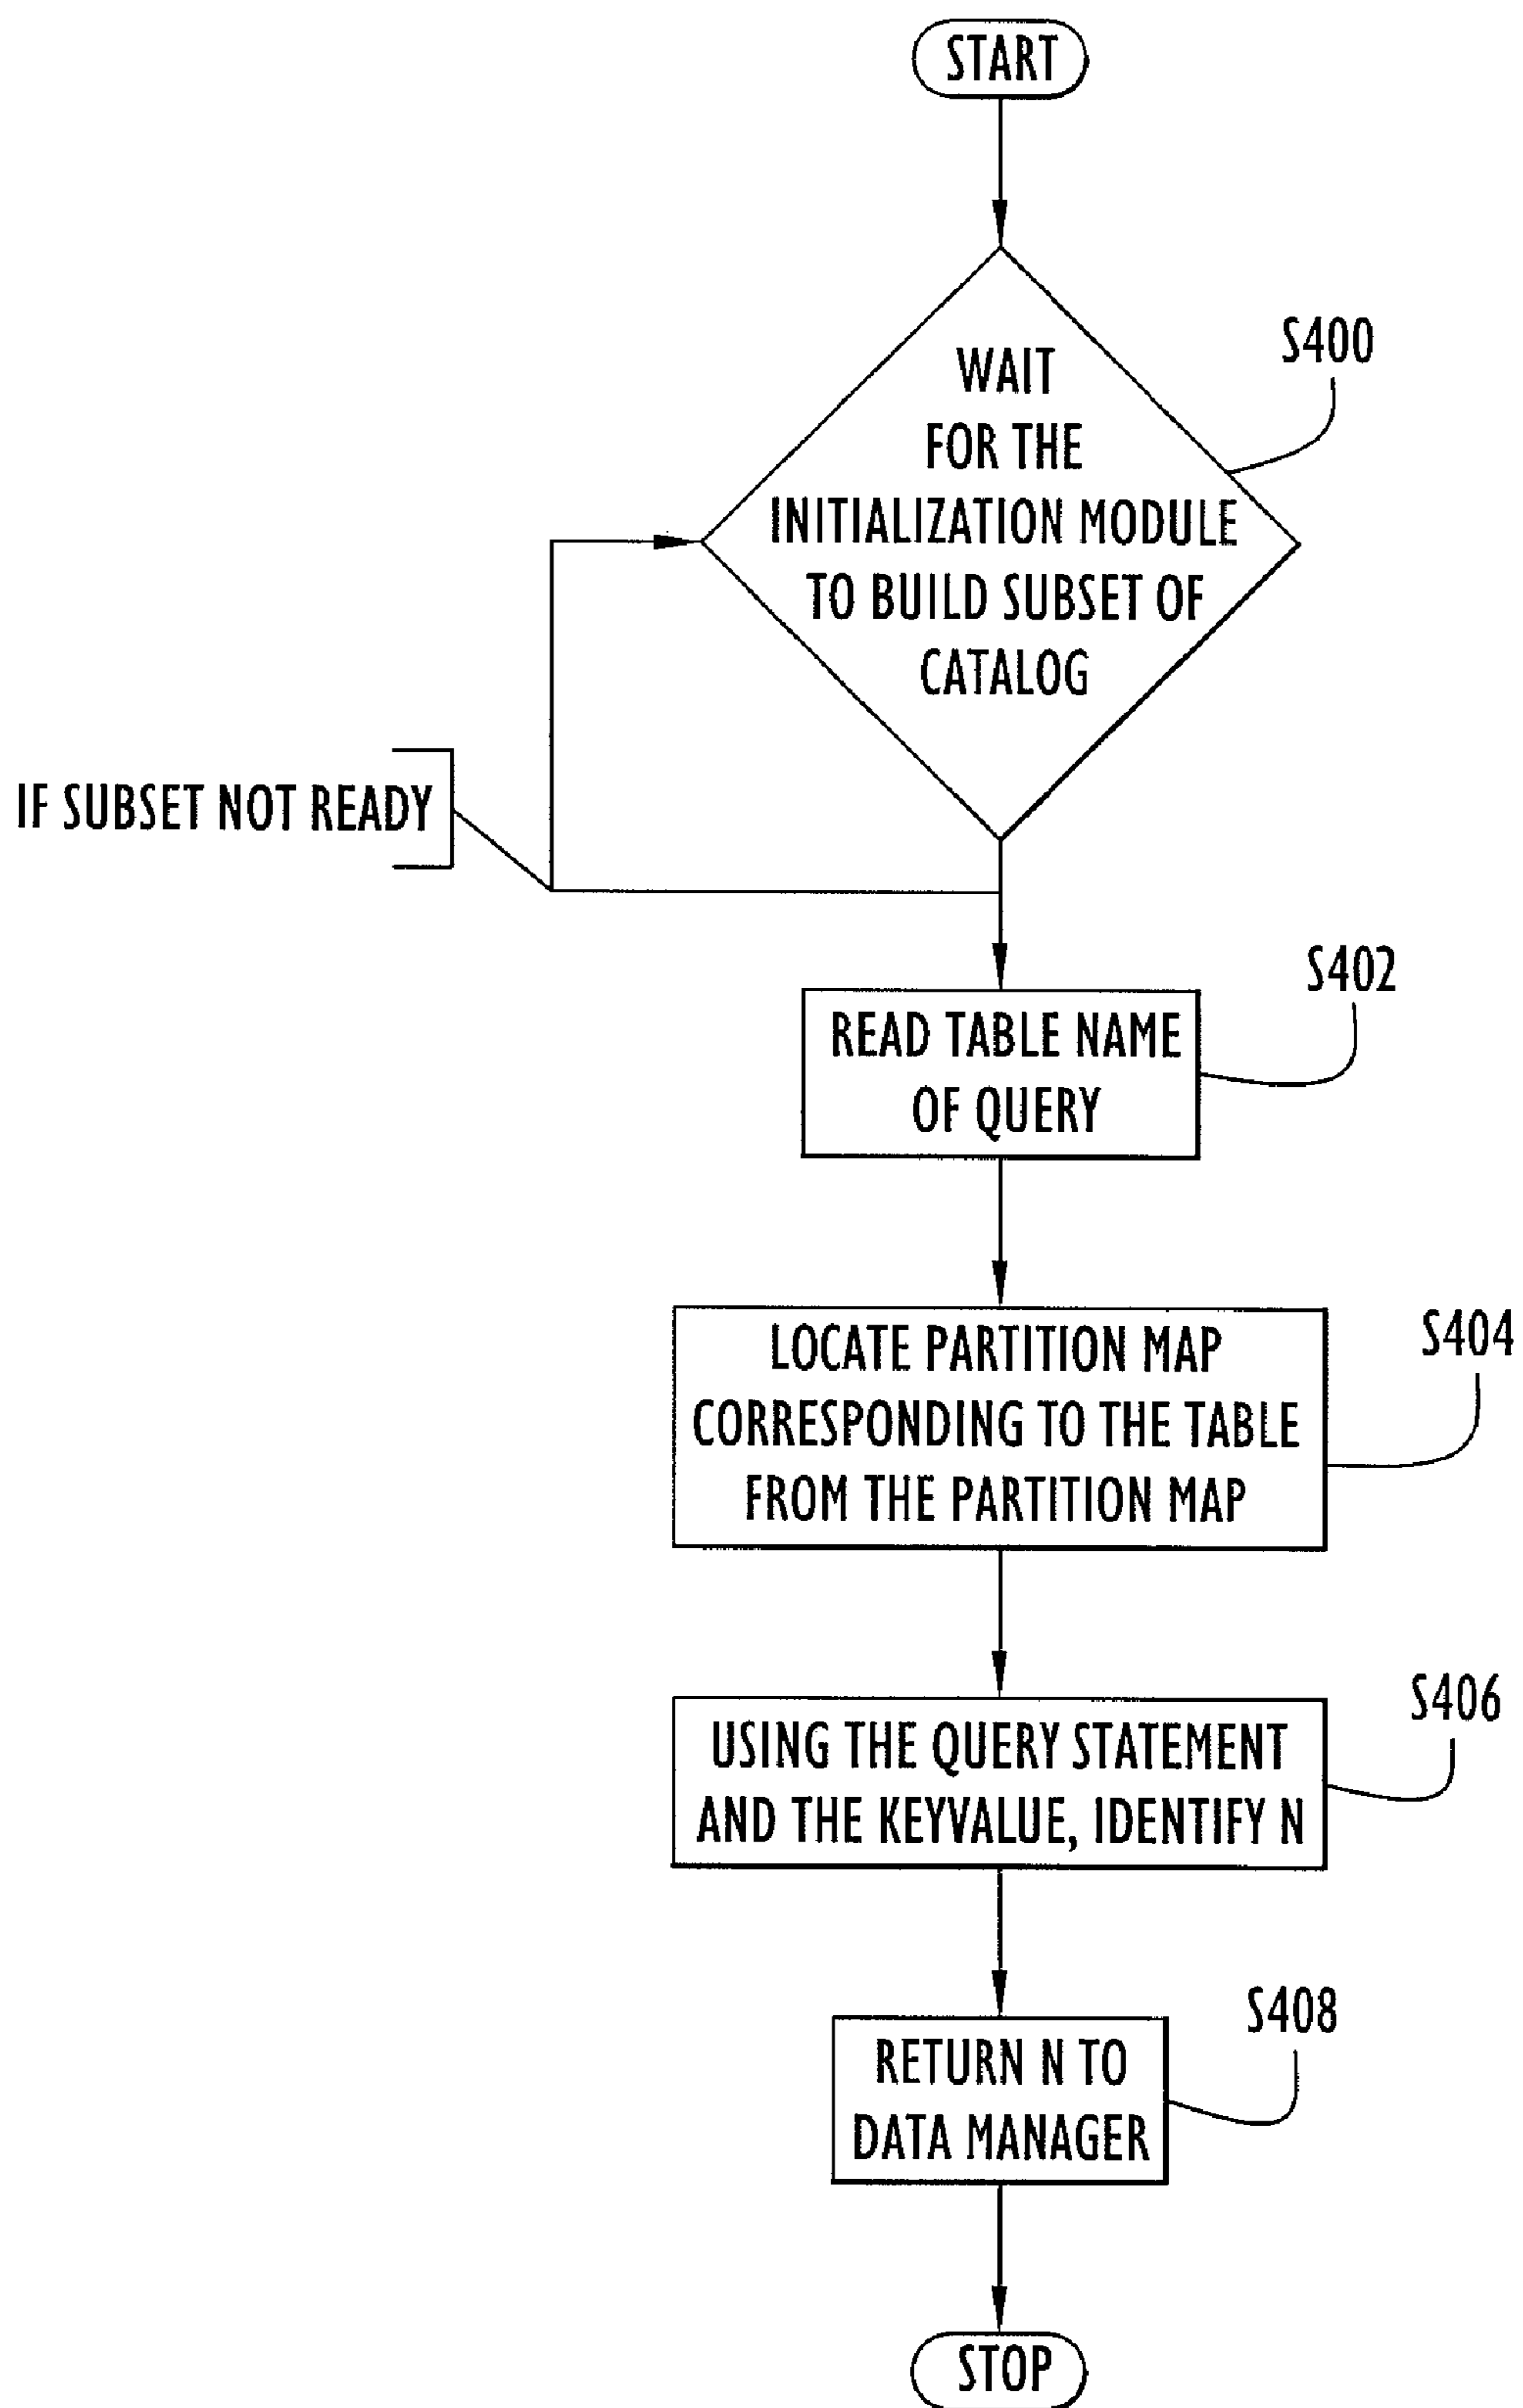 START
WAIT
FOR THE
INITIALIZATION MODULE
TO BUILD SUBSET OF
CATALOG
S400
IF SUBSET NOT READY
READ TABLE NAME
OF QUERY
S402
LOCATE PARTITION MAP
CORRESPONDING TO THE TABLE
FROM THE PARTITION MAP
S404
USING THE QUERY STATEMENT
AND THE KEYVALUE, IDENTIFY N
S406
RETURN N TO
DATA MANAGER
S408
STOP